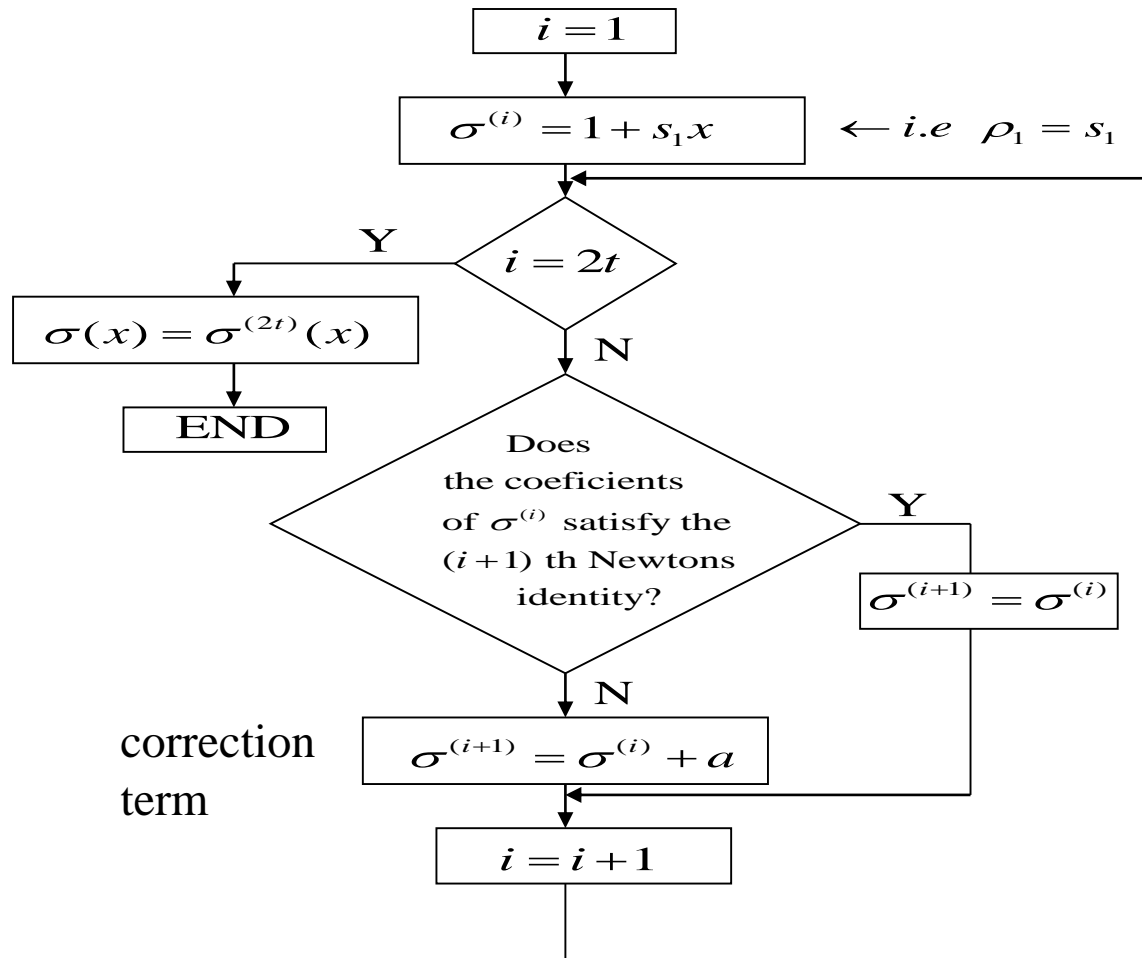 i = 1
σ^(i) = 1 + s₁x
← i.e ρ₁ = s₁
Y
i = 2t
σ(x) = σ^(2t)(x)
N
END
Does
the coeficients
of σ^(i) satisfy the
(i + 1) th Newtons
identity?
Y
σ^(i+1) = σ^(i)
N
correction
term
σ^(i+1) = σ^(i) + a
i = i + 1